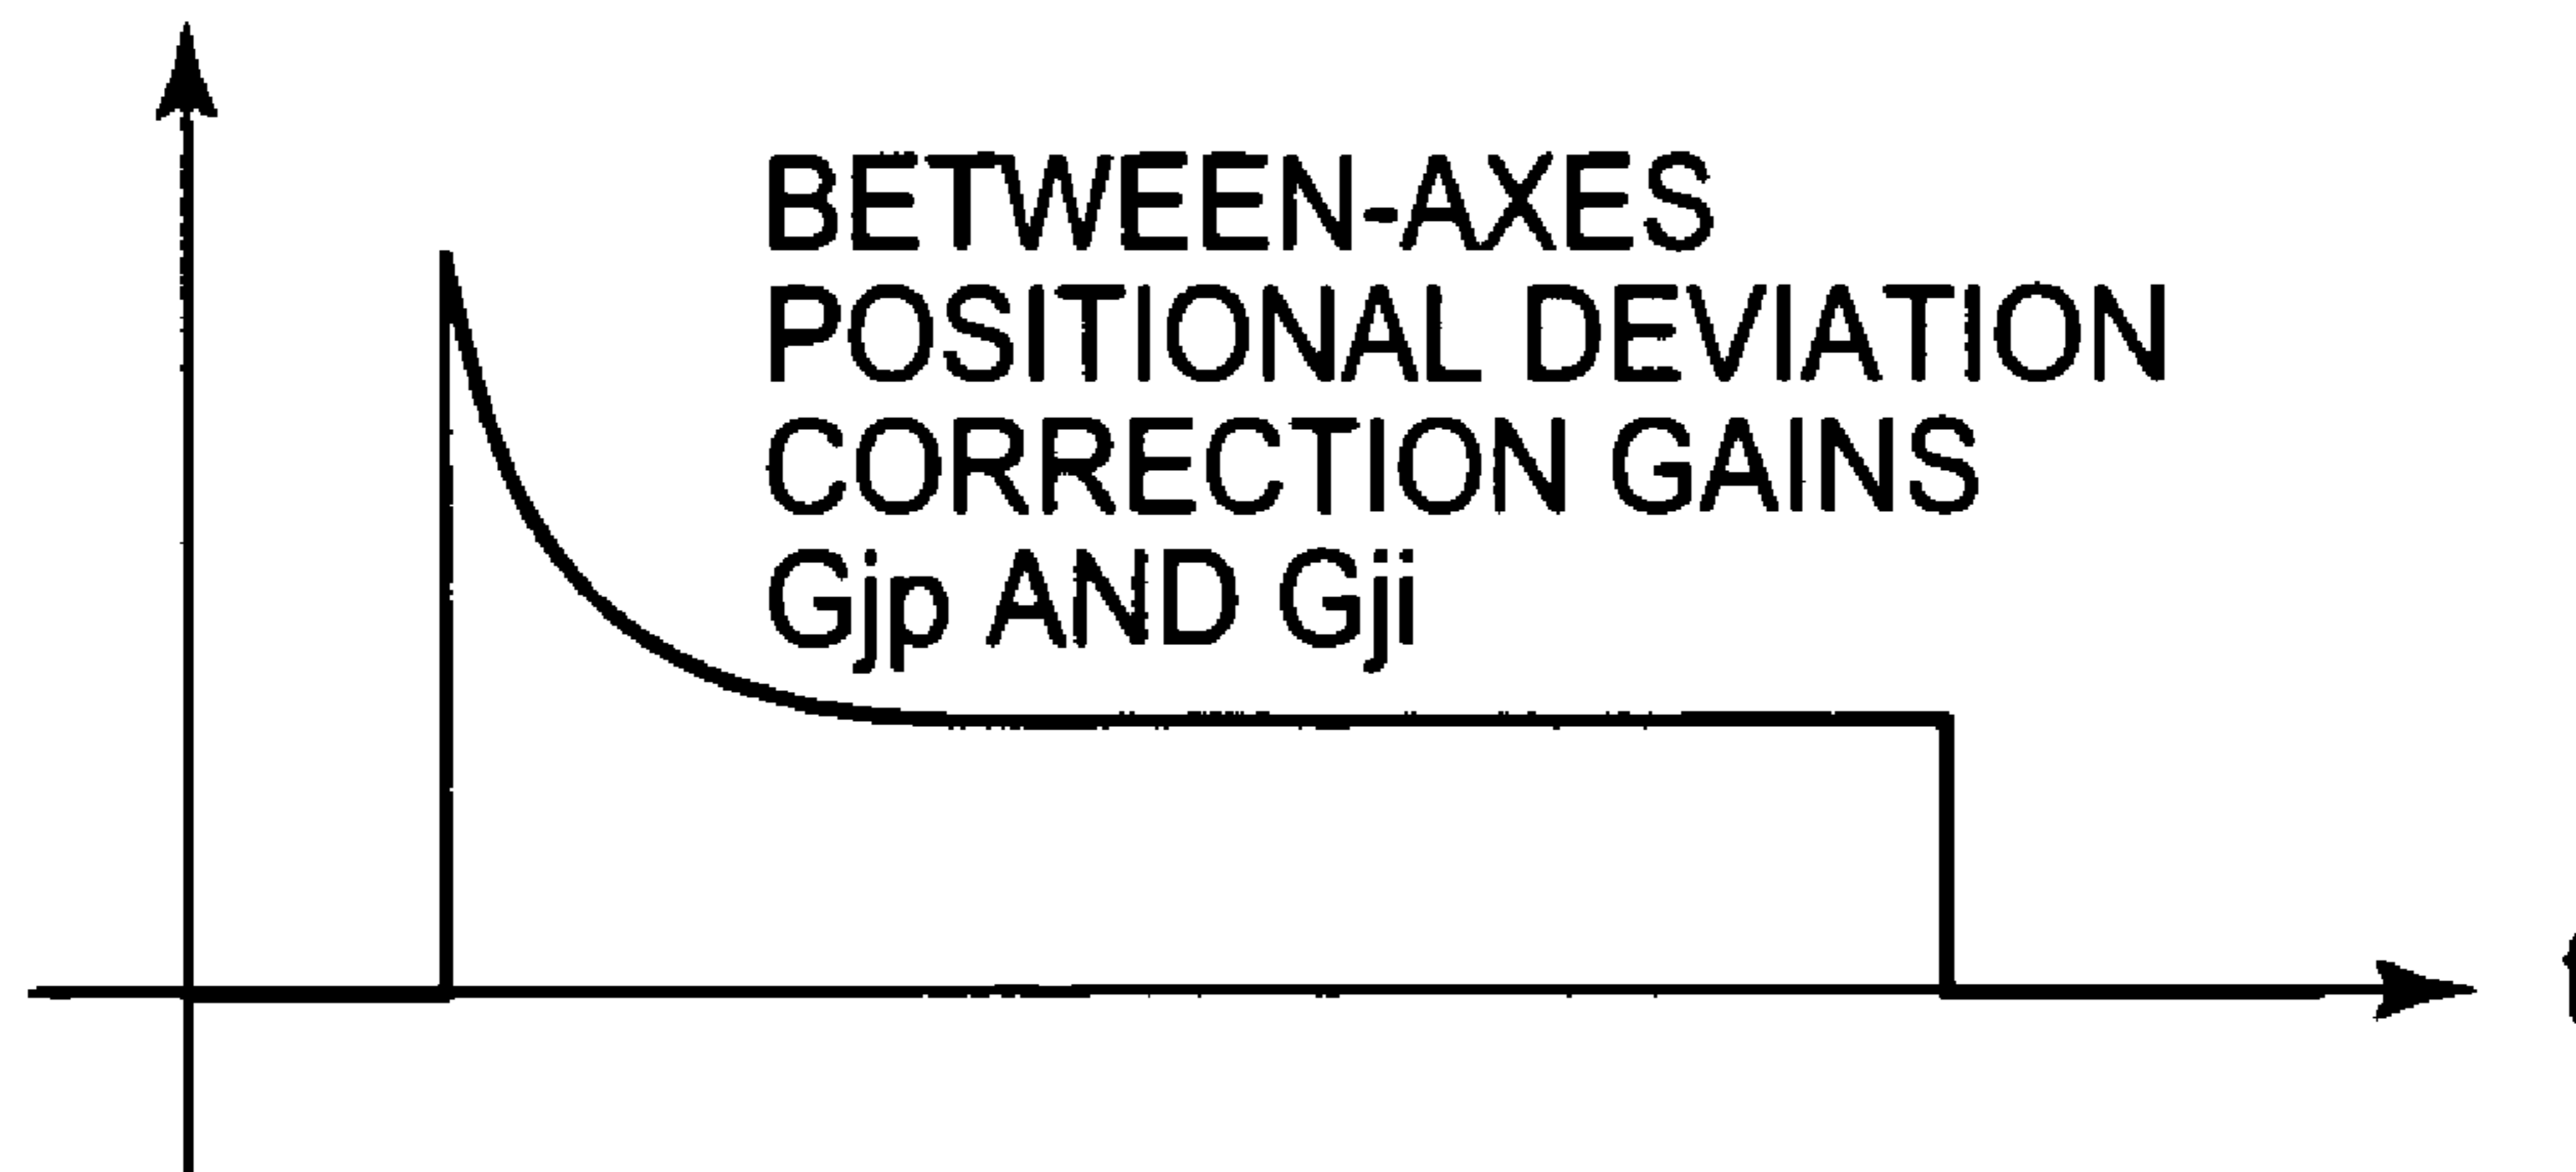 BETWEEN-AXES
POSITIONAL DEVIATION
CORRECTION GAINS
Gjp AND Gji